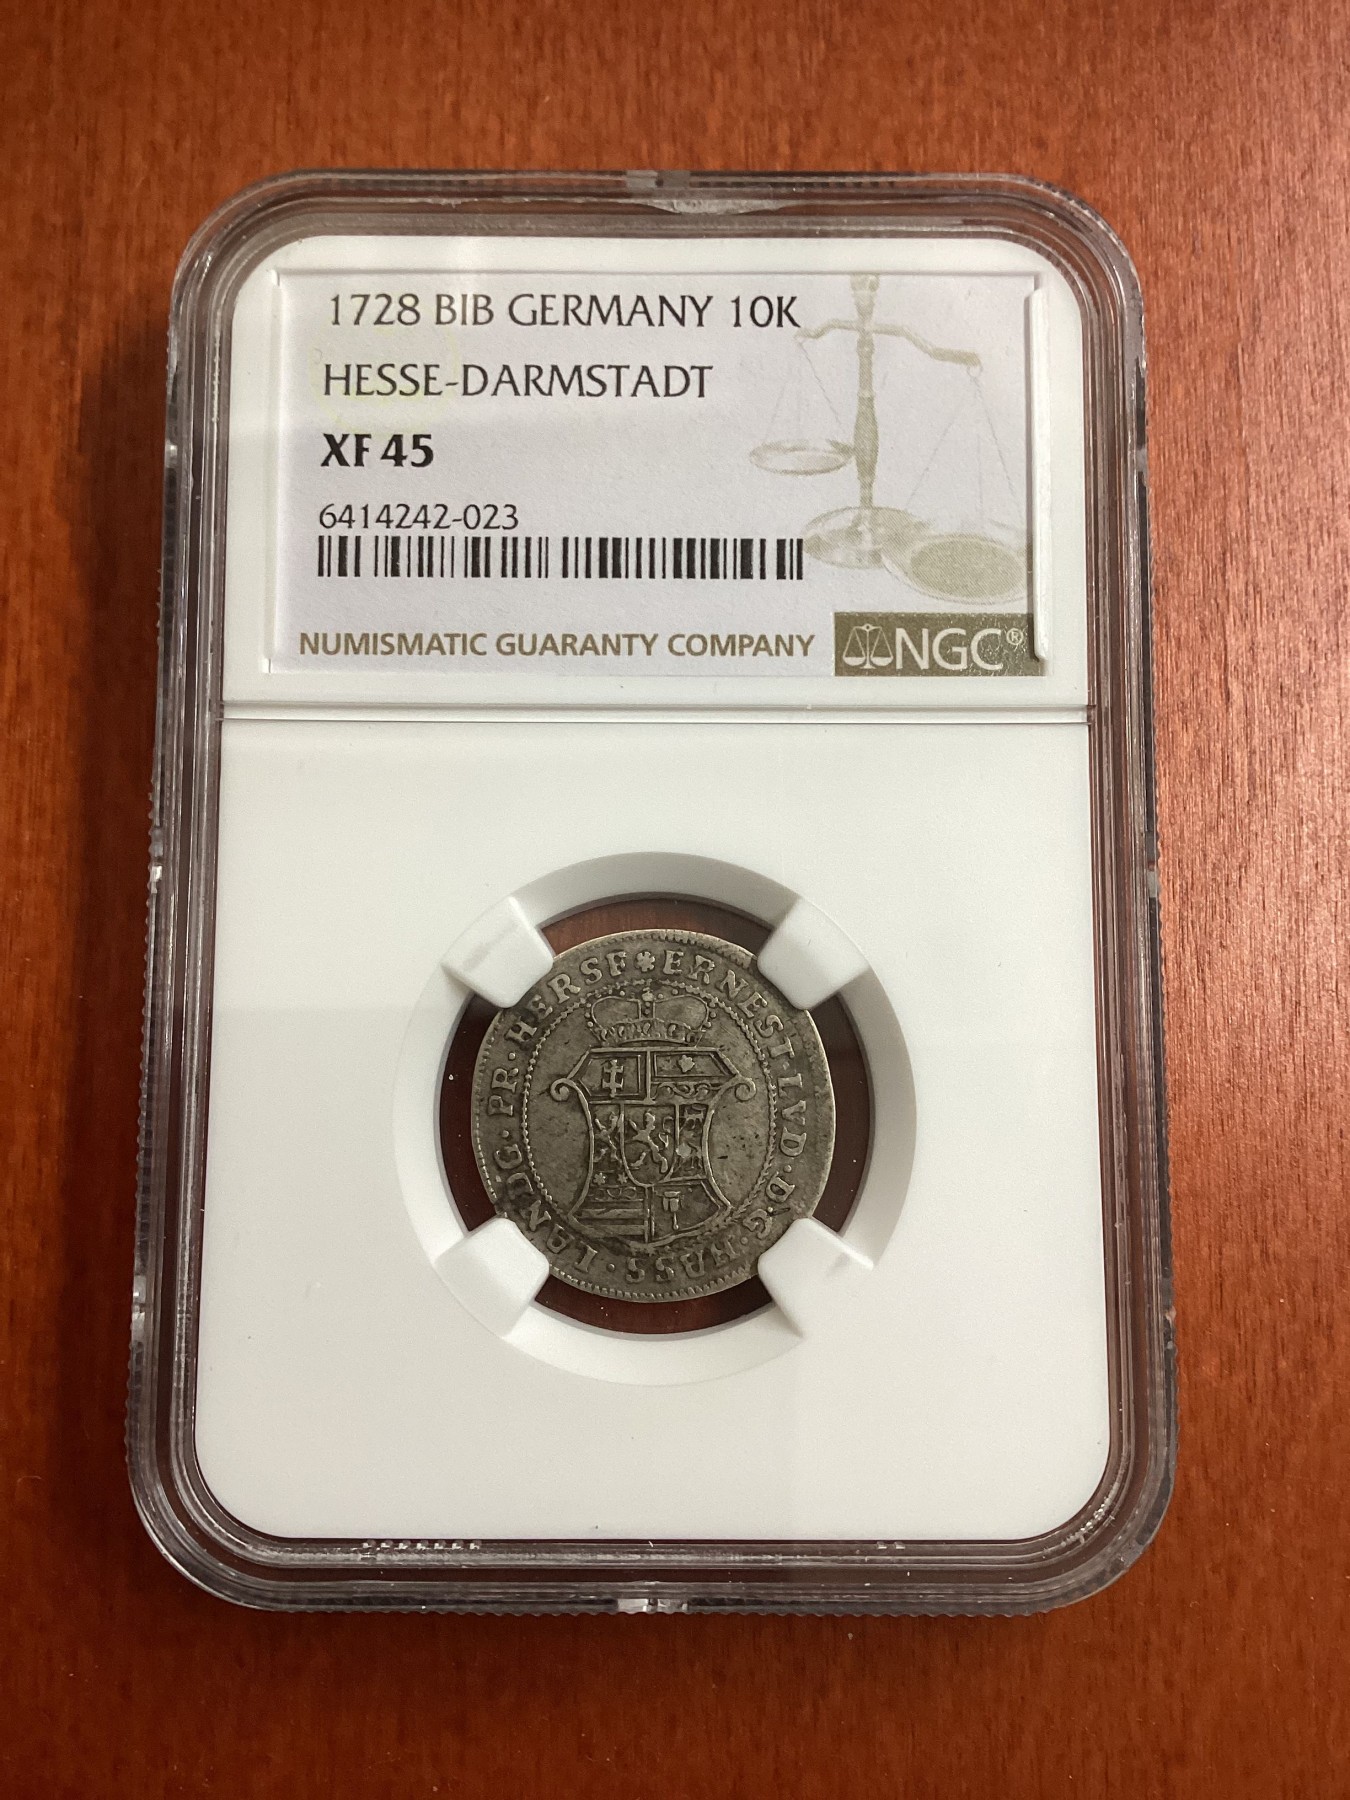 1728 BIB GERMANY 10K
HESSE-DARMSTADT
XF 45
6414242-023
NUMISMATIC GUARANTY COMPANY
NGC®
ERNEST LVD·D·G·HASS·LANDG·PR·HERSF